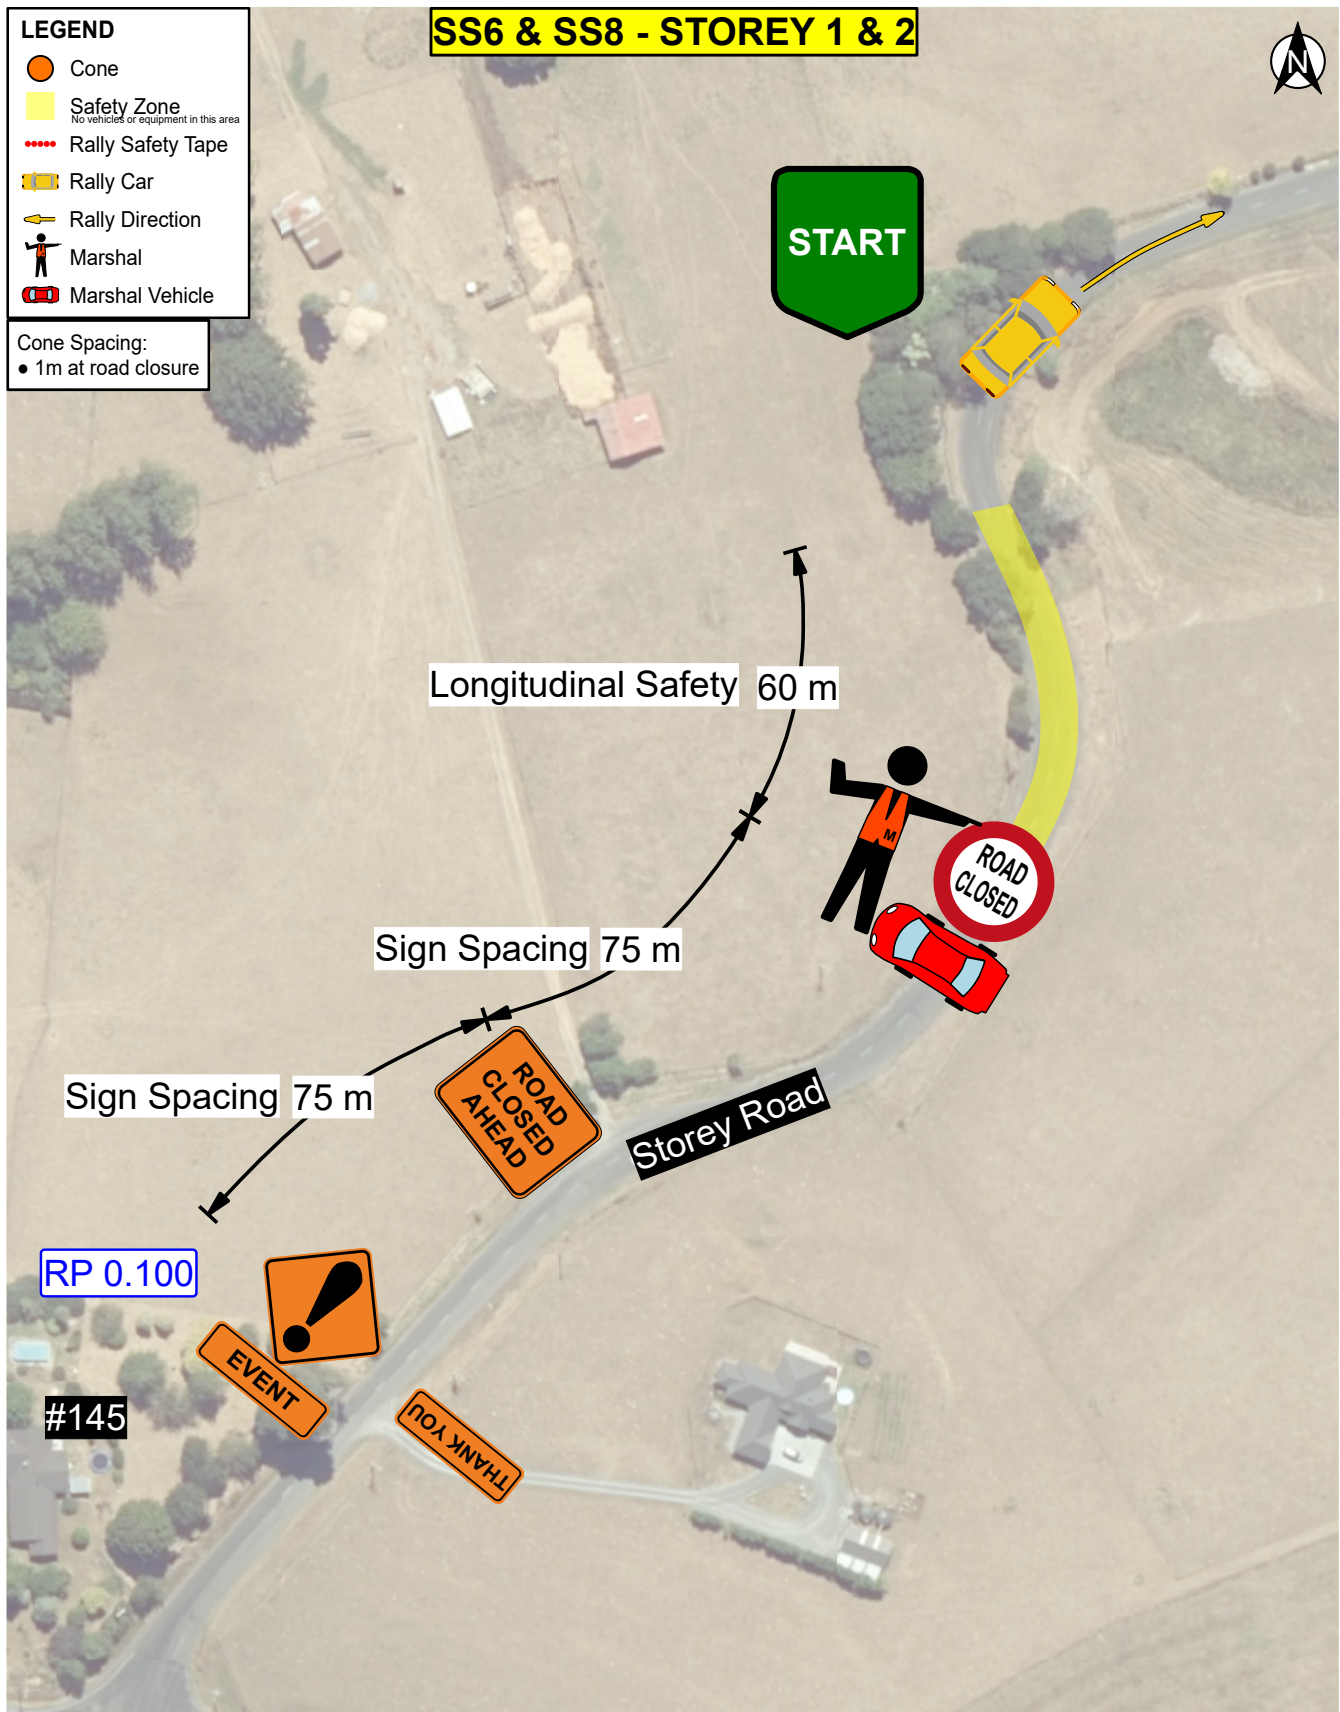 SS6 & SS8 - STOREY 1 & 2
LEGEND
Cone
Safety Zone
No vehicles or equipment in this area
Rally Safety Tape
Rally Car
Rally Direction
Marshal
Marshal Vehicle
Cone Spacing:
● 1m at road closure
N
START
Longitudinal Safety 60 m
M
ROAD
CLOSED
Sign Spacing 75 m
ROAD
CLOSED
AHEAD
Sign Spacing 75 m
Storey Road
RP 0.100
!
EVENT
#145
THANK YOU